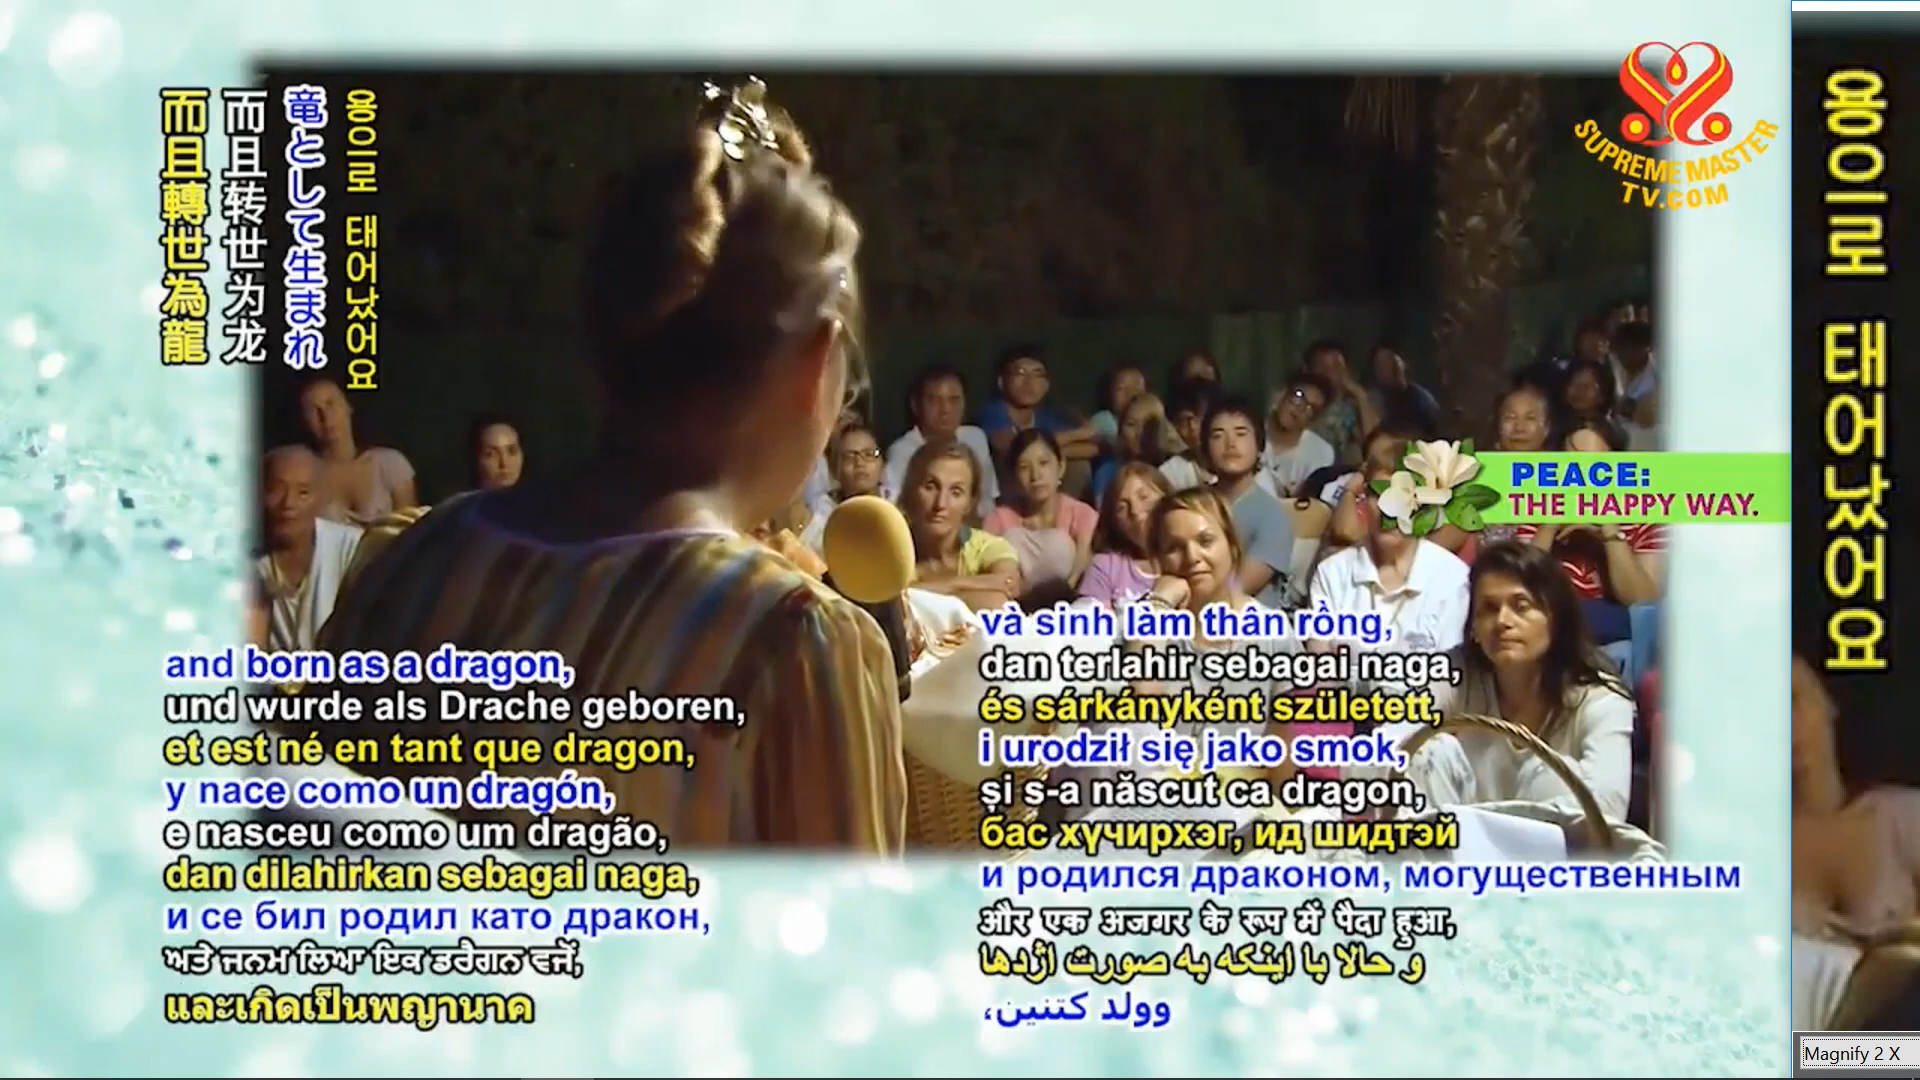 而且轉世為龍
而且转世为龙
竜として生まれ
용으로 태어났어요
SUPREME MASTER
TV.COM
PEACE:
THE HAPPY WAY.
and born as a dragon,
und wurde als Drache geboren,
et est né en tant que dragon,
y nace como un dragón,
e nasceu como um dragão,
dan dilahirkan sebagai naga,
и се бил родил като дракон,
ਅਤੇ ਜਨਮ ਲਿਆ ਇਕ ਡਰੈਗਨ ਵਜੋਂ,
และเกิดเป็นพญานาค
và sinh làm thân rồng,
dan terlahir sebagai naga,
és sárkányként született,
i urodził się jako smok,
și s-a născut ca dragon,
бас хүчирхэг, ид шидтэй
и родился драконом, могущественным
और एक अजगर के रूप में पैदा हुआ,
و حالا با اینکه به صورت اژدها
وولد كتنين،
용으로 태어났어요
Magnify 2 X